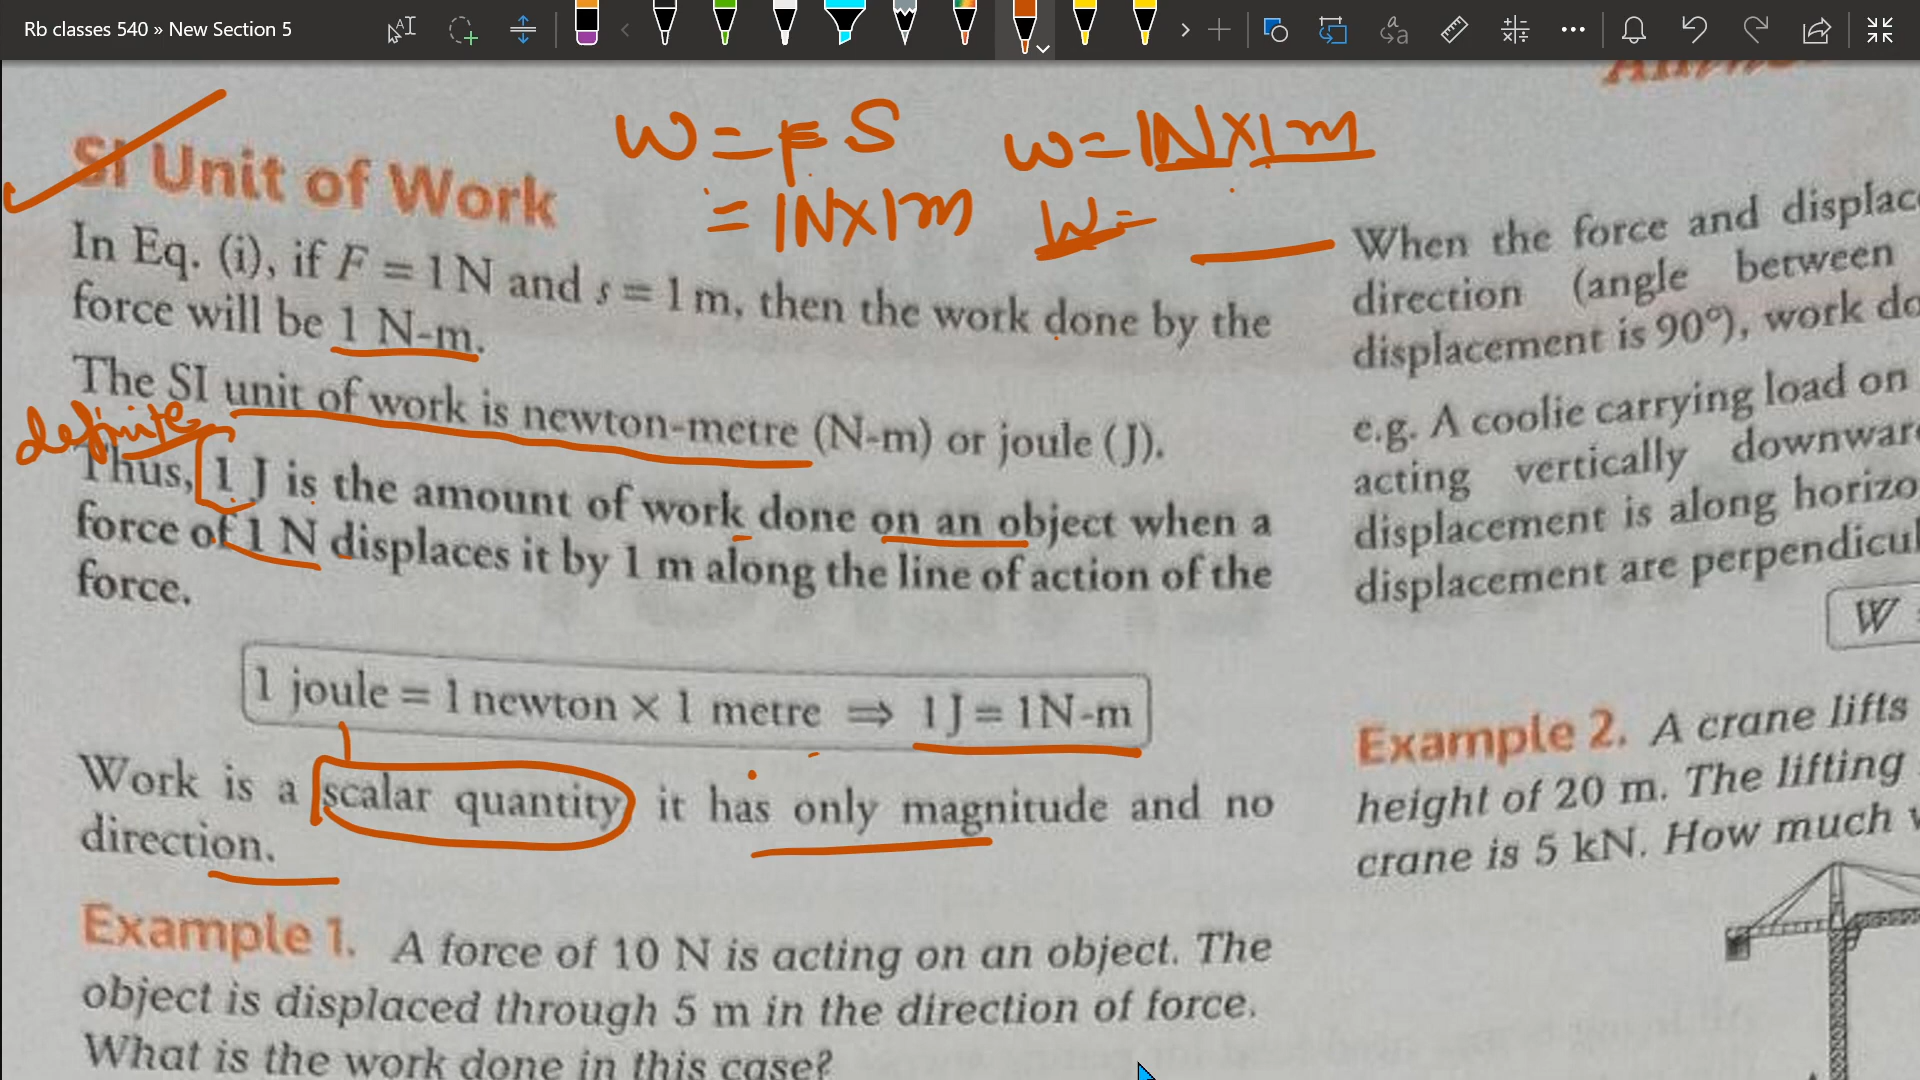 Rb classes 540 » New Section 5
W = F S
= 1N×1m
W = 1N×1m
W =
SI Unit of Work
In Eq. (i), if F = 1 N and s = 1 m, then the work done by the
force will be 1 N-m.
The SI unit of work is newton-metre (N-m) or joule (J).
definite
Thus, 1 J is the amount of work done on an object when a
force of 1 N displaces it by 1 m along the line of action of the
force.
1 joule = 1 newton × 1 metre ⇒ 1 J = 1 N-m
Work is a scalar quantity it has only magnitude and no
direction.
Example 1. A force of 10 N is acting on an object. The
object is displaced through 5 m in the direction of force.
What is the work done in this case?
When the force and displac
direction (angle between
displacement is 90°), work do
e.g. A coolie carrying load on
acting vertically downwar
displacement is along horizo
displacement are perpendicul
W
Example 2. A crane lifts
height of 20 m. The lifting
crane is 5 kN. How much